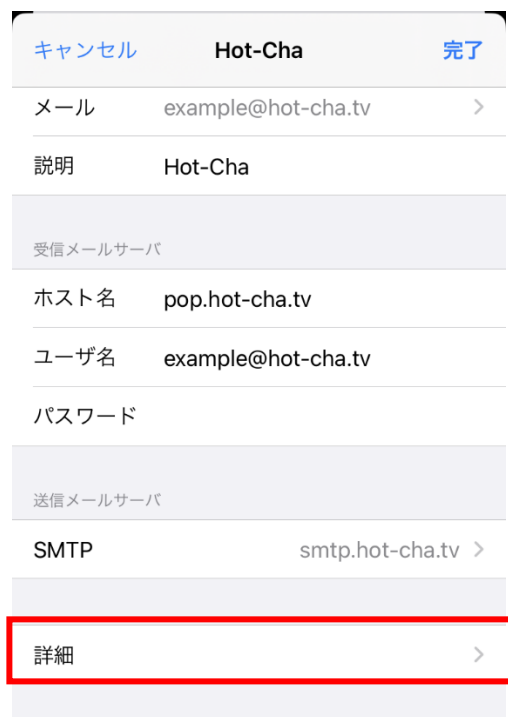 キャンセル Hot-Cha 完了
メール example@hot-cha.tv
説明 Hot-Cha
受信メールサーバ
ホスト名 pop.hot-cha.tv
ユーザ名 example@hot-cha.tv
パスワード
送信メールサーバ
SMTP smtp.hot-cha.tv
詳細